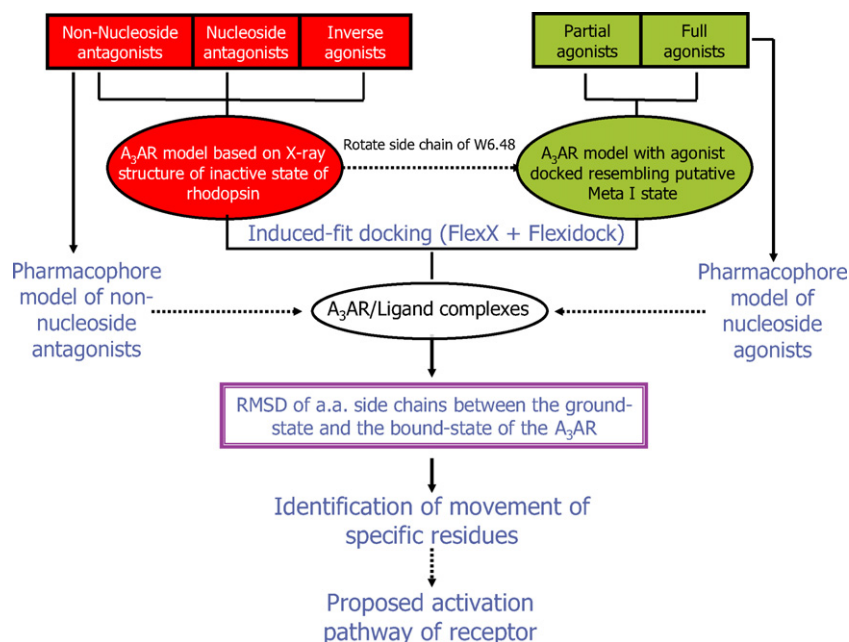 Non-Nucleoside
antagonists
Nucleoside
antagonists
Inverse
agonists
Partial
agonists
Full
agonists
A₃AR model based on X-ray
structure of inactive state of
rhodopsin
Rotate side chain of W6.48
A₃AR model with agonist
docked resembling putative
Meta I state
Induced-fit docking (FlexX + Flexidock)
Pharmacophore
model of non-
nucleoside
antagonists
A₃AR/Ligand complexes
Pharmacophore
model of
nucleoside
agonists
RMSD of a.a. side chains between the ground-
state and the bound-state of the A₃AR
Identification of movement of
specific residues
Proposed activation
pathway of receptor